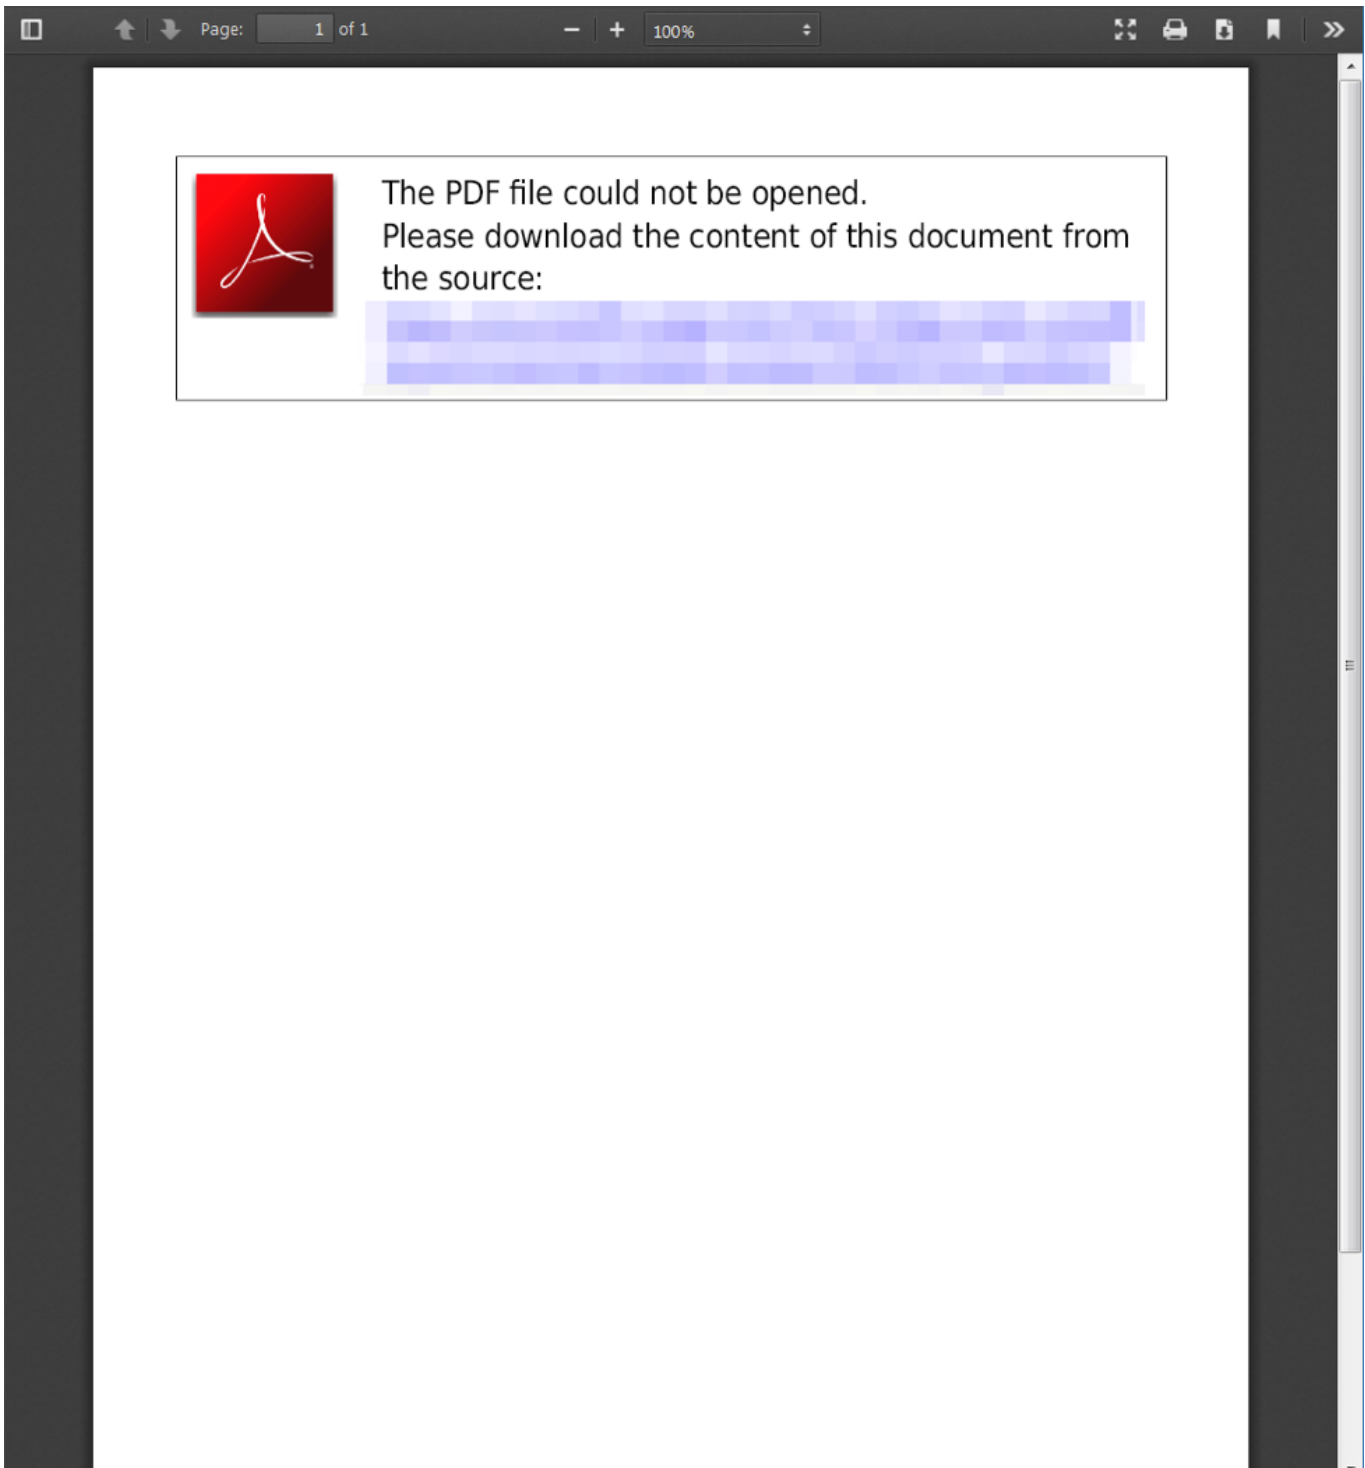 Page: 1 of 1 100%
The PDF file could not be opened.
Please download the content of this document from
the source: